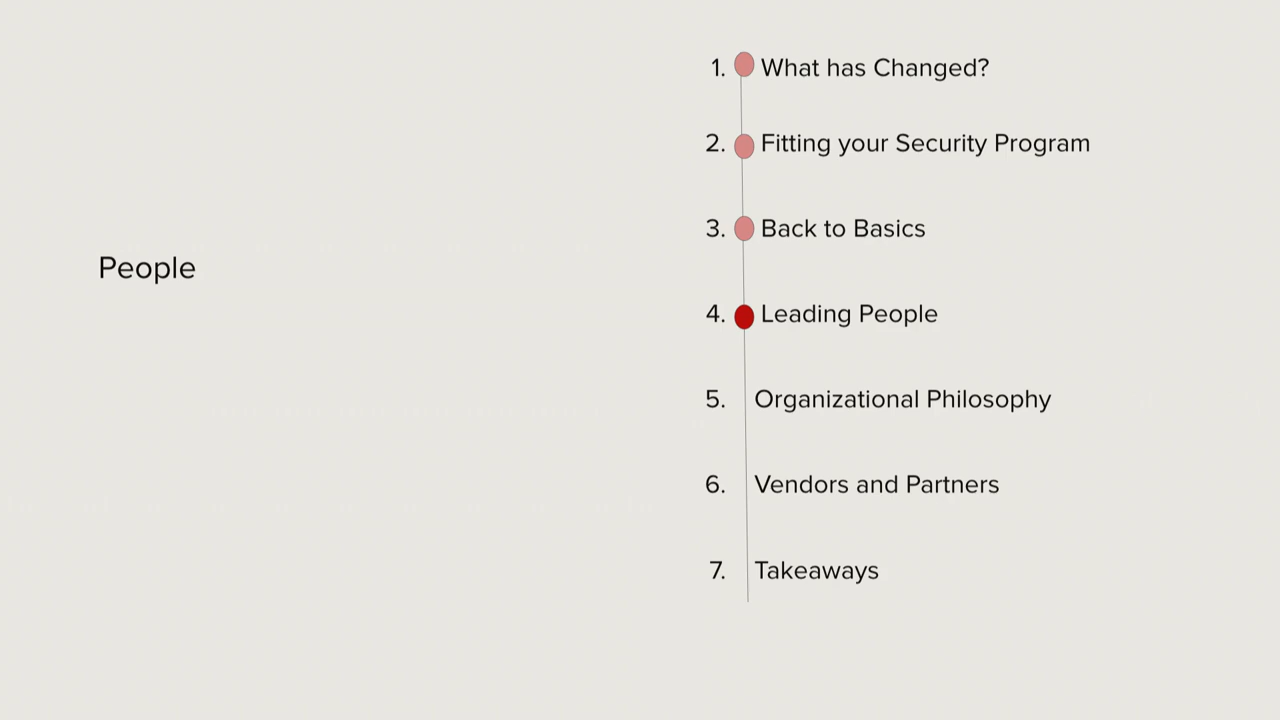 People
1. What has Changed?
2. Fitting your Security Program
3. Back to Basics
4. Leading People
5. Organizational Philosophy
6. Vendors and Partners
7. Takeaways